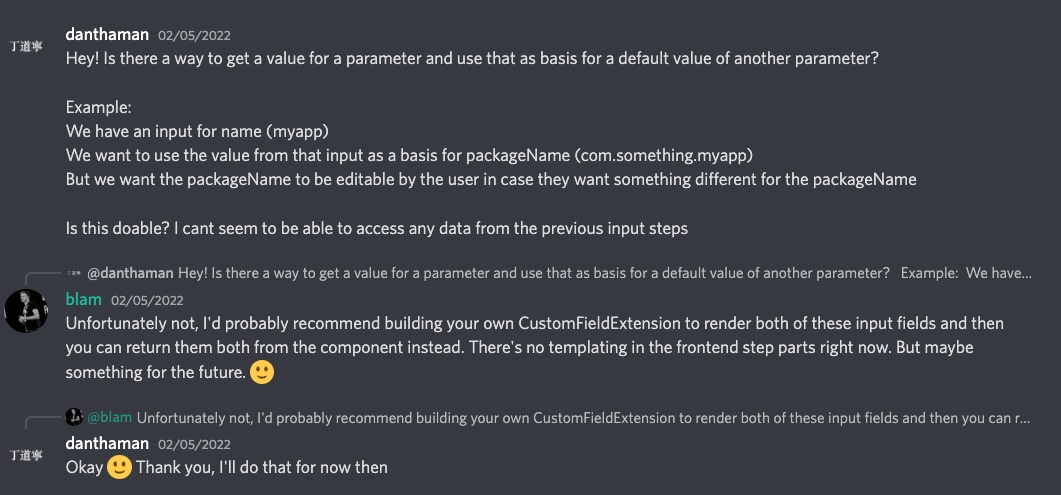 丁道寧
danthaman 02/05/2022
Hey! Is there a way to get a value for a parameter and use that as basis for a default value of another parameter?
Example:
We have an input for name (myapp)
We want to use the value from that input as a basis for packageName (com.something.myapp)
But we want the packageName to be editable by the user in case they want something different for the packageName
Is this doable? I cant seem to be able to access any data from the previous input steps
@danthaman Hey! Is there a way to get a value for a parameter and use that as basis for a default value of another parameter? Example: We have...
blam 02/05/2022
Unfortunately not, I'd probably recommend building your own CustomFieldExtension to render both of these input fields and then
you can return them both from the component instead. There's no templating in the frontend step parts right now. But maybe
something for the future. 🙂
@blam Unfortunately not, I'd probably recommend building your own CustomFieldExtension to render both of these input fields and then you can r...
丁道寧
danthaman 02/05/2022
Okay 🙂 Thank you, I'll do that for now then